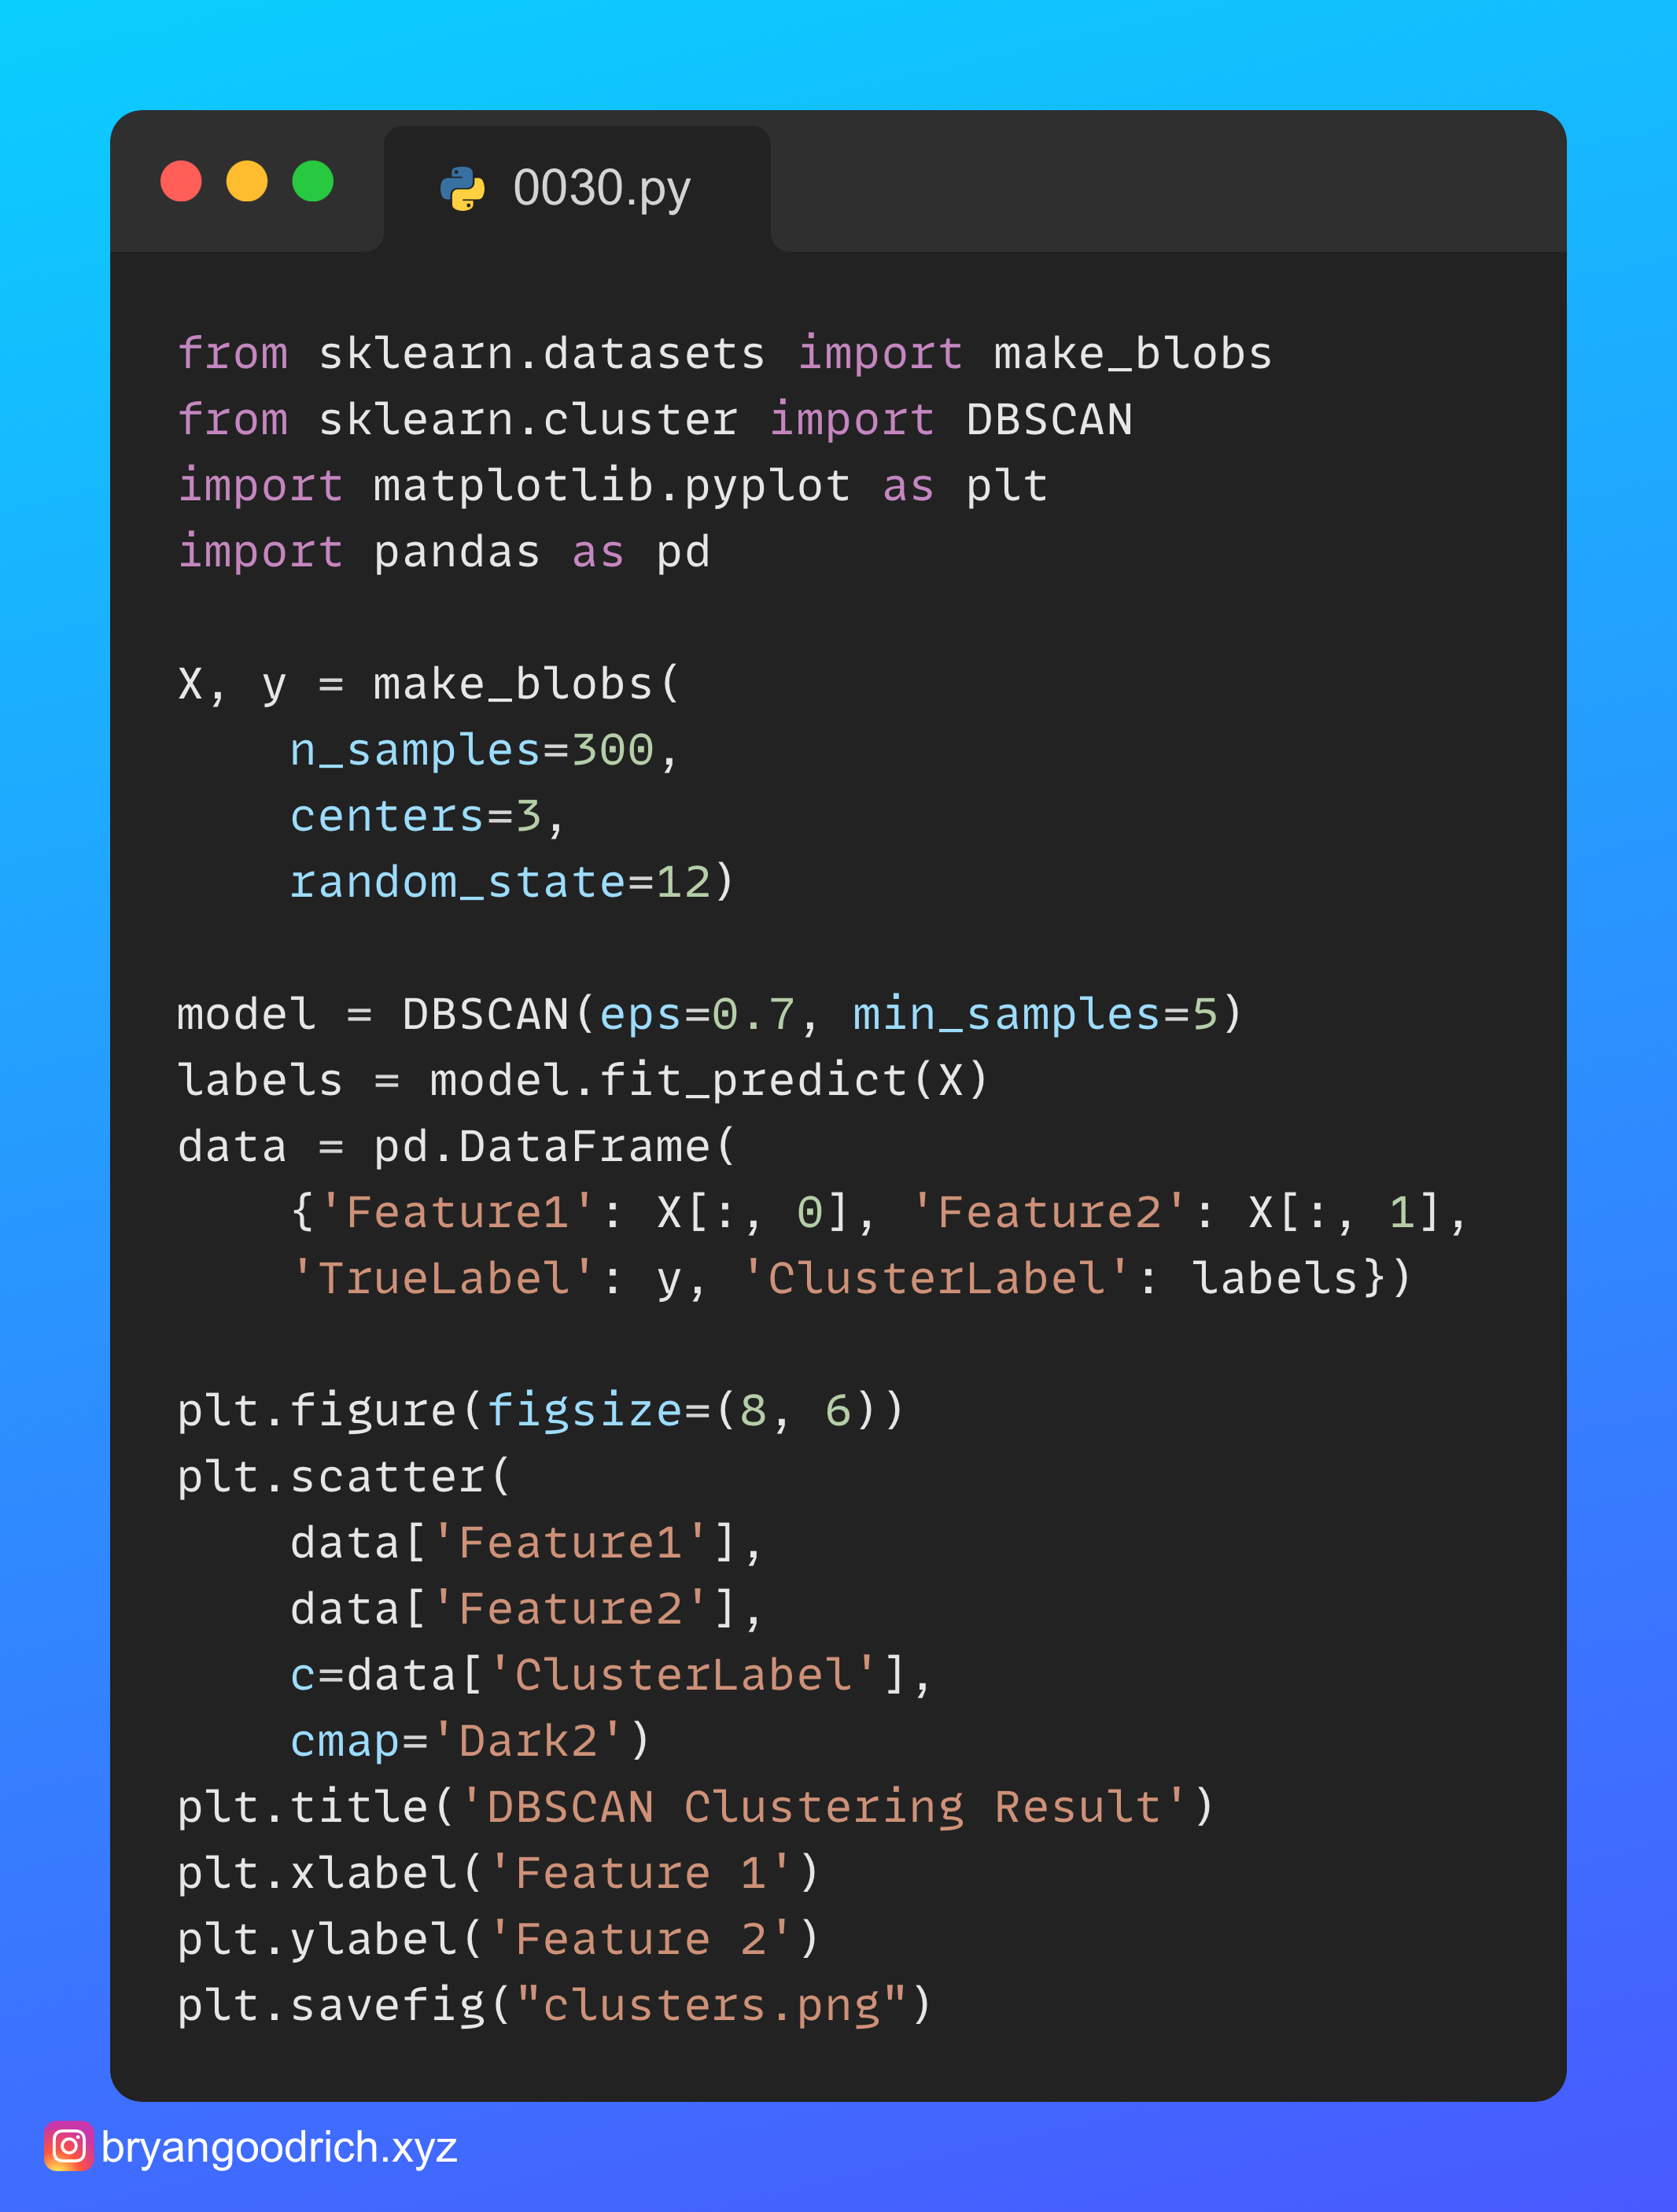 0030.py
from sklearn.datasets import make_blobs
from sklearn.cluster import DBSCAN
import matplotlib.pyplot as plt
import pandas as pd

X, y = make_blobs(
    n_samples=300,
    centers=3,
    random_state=12)

model = DBSCAN(eps=0.7, min_samples=5)
labels = model.fit_predict(X)
data = pd.DataFrame(
    {'Feature1': X[:, 0], 'Feature2': X[:, 1],
    'TrueLabel': y, 'ClusterLabel': labels})

plt.figure(figsize=(8, 6))
plt.scatter(
    data['Feature1'],
    data['Feature2'],
    c=data['ClusterLabel'],
    cmap='Dark2')
plt.title('DBSCAN Clustering Result')
plt.xlabel('Feature 1')
plt.ylabel('Feature 2')
plt.savefig("clusters.png")
bryangoodrich.xyz